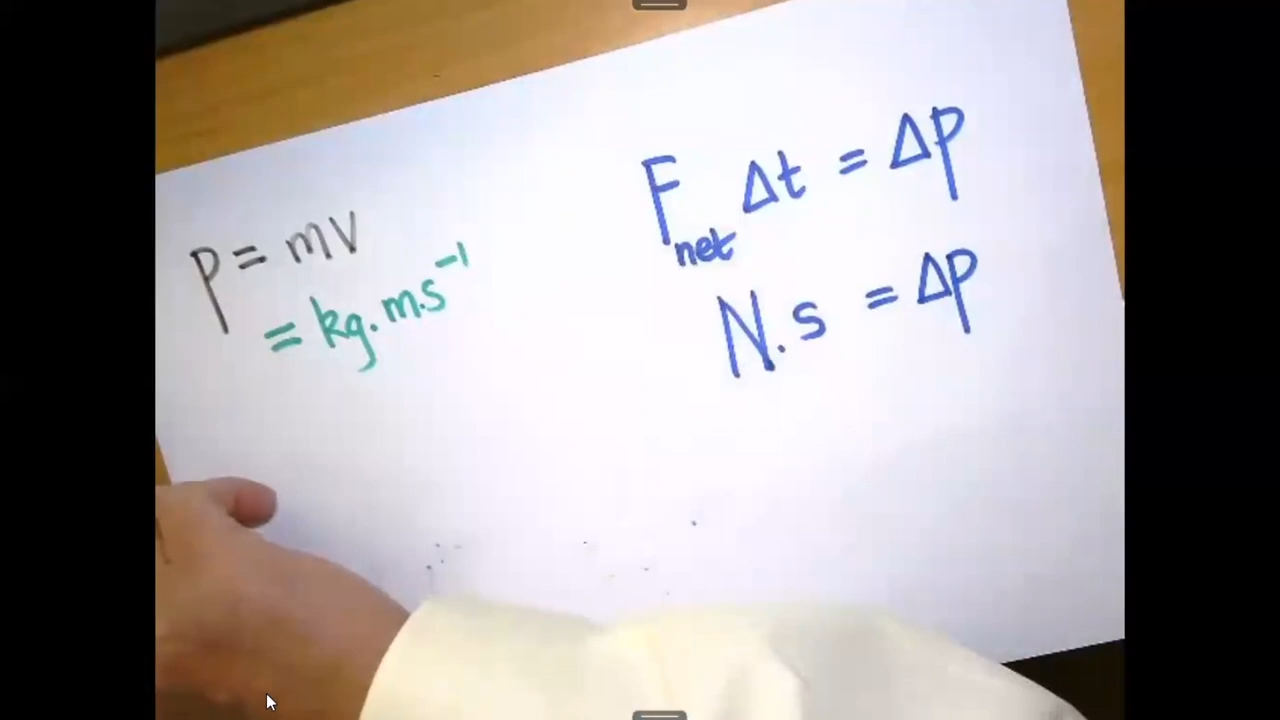 p = mv
= kg.m.s⁻¹
F_net Δt = Δp
N.s = Δp